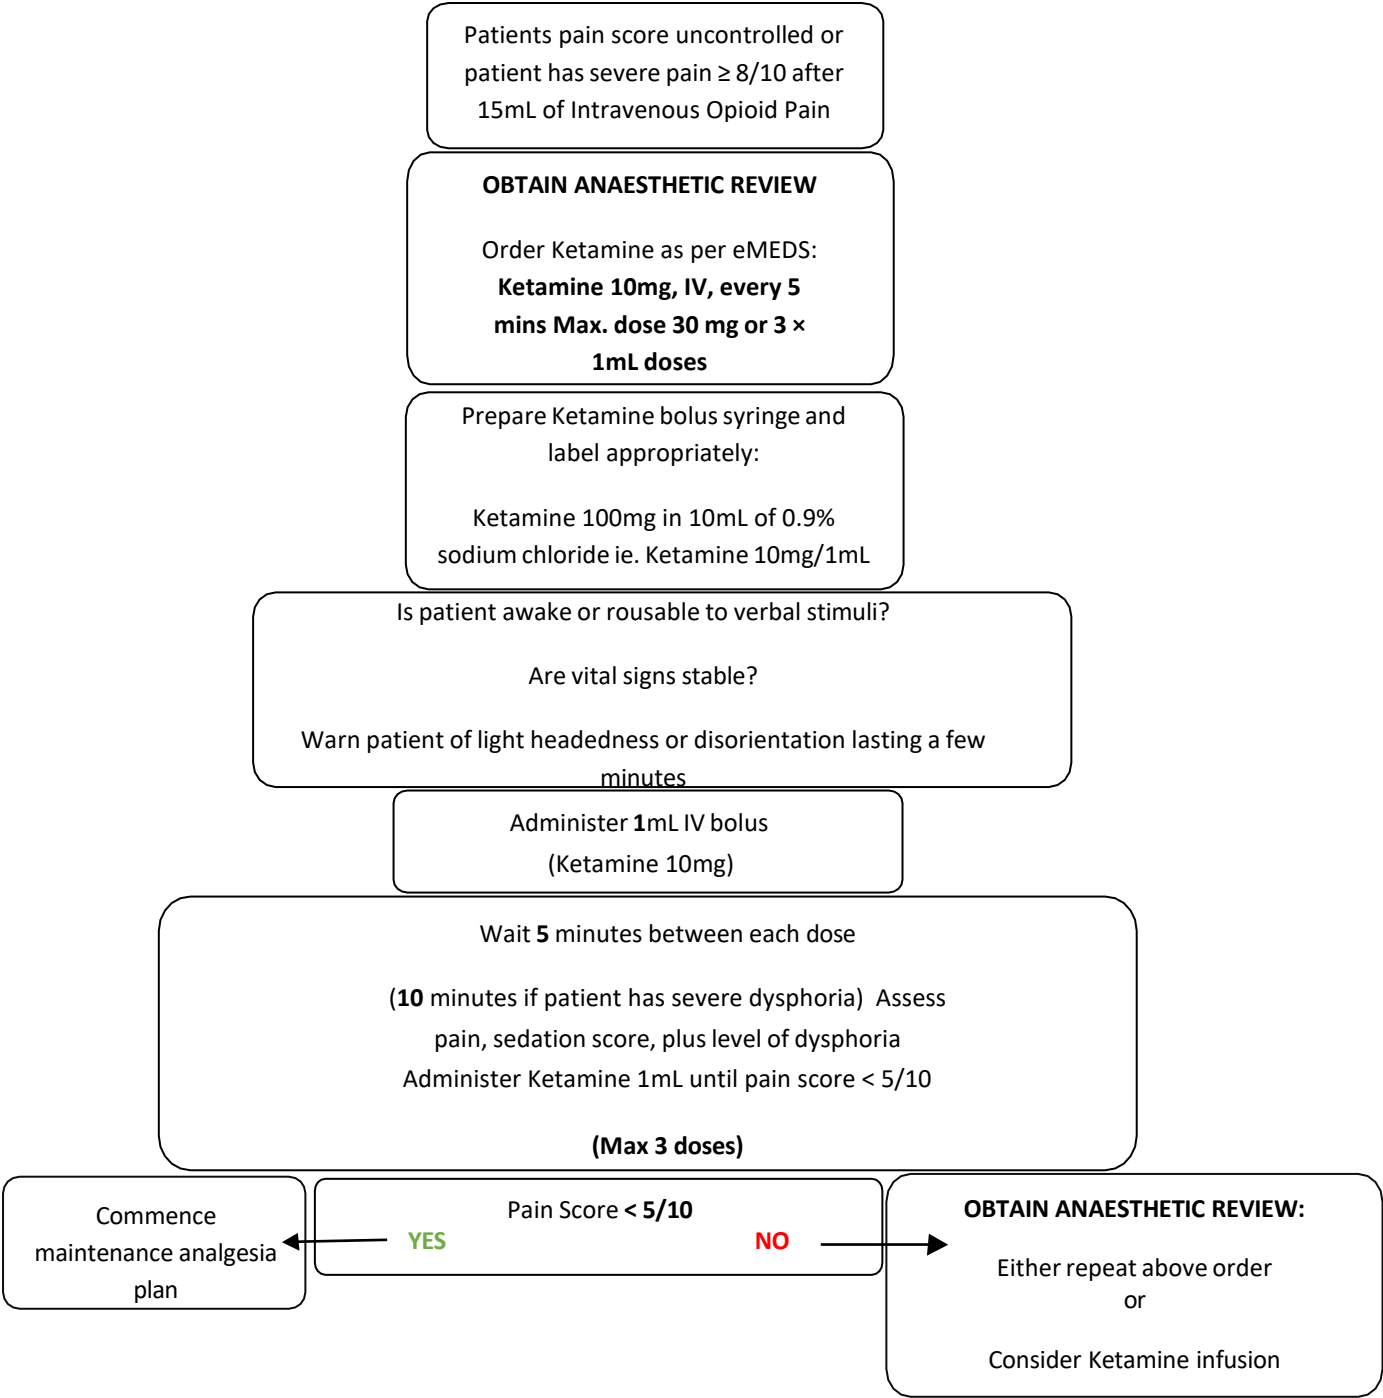 Patients pain score uncontrolled or
patient has severe pain ≥ 8/10 after
15mL of Intravenous Opioid Pain
OBTAIN ANAESTHETIC REVIEW
Order Ketamine as per eMEDS:
Ketamine 10mg, IV, every 5
mins Max. dose 30 mg or 3 ×
1mL doses
Prepare Ketamine bolus syringe and
label appropriately:
Ketamine 100mg in 10mL of 0.9%
sodium chloride ie. Ketamine 10mg/1mL
Is patient awake or rousable to verbal stimuli?
Are vital signs stable?
Warn patient of light headedness or disorientation lasting a few
minutes
Administer 1mL IV bolus
(Ketamine 10mg)
Wait 5 minutes between each dose
(10 minutes if patient has severe dysphoria) Assess
pain, sedation score, plus level of dysphoria
Administer Ketamine 1mL until pain score < 5/10
(Max 3 doses)
Commence
maintenance analgesia
plan
Pain Score < 5/10
YES NO
OBTAIN ANAESTHETIC REVIEW:
Either repeat above order
or
Consider Ketamine infusion